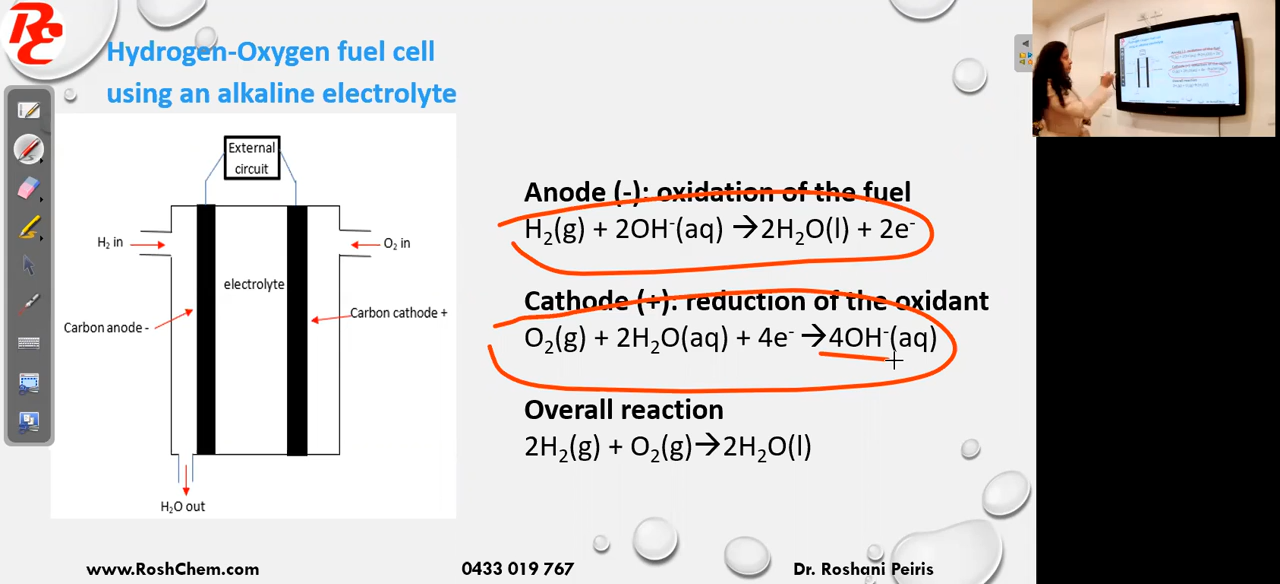 RC
Hydrogen-Oxygen fuel cell
using an alkaline electrolyte
External
circuit
H₂ in
O₂ in
electrolyte
Carbon anode -
Carbon cathode +
H₂O out
Anode (-): oxidation of the fuel
H₂(g) + 2OH⁻(aq) →2H₂O(l) + 2e⁻
Cathode (+): reduction of the oxidant
O₂(g) + 2H₂O(aq) + 4e⁻ →4OH⁻(aq)
Overall reaction
2H₂(g) + O₂(g)→2H₂O(l)
www.RoshChem.com
0433 019 767
Dr. Roshani Peiris